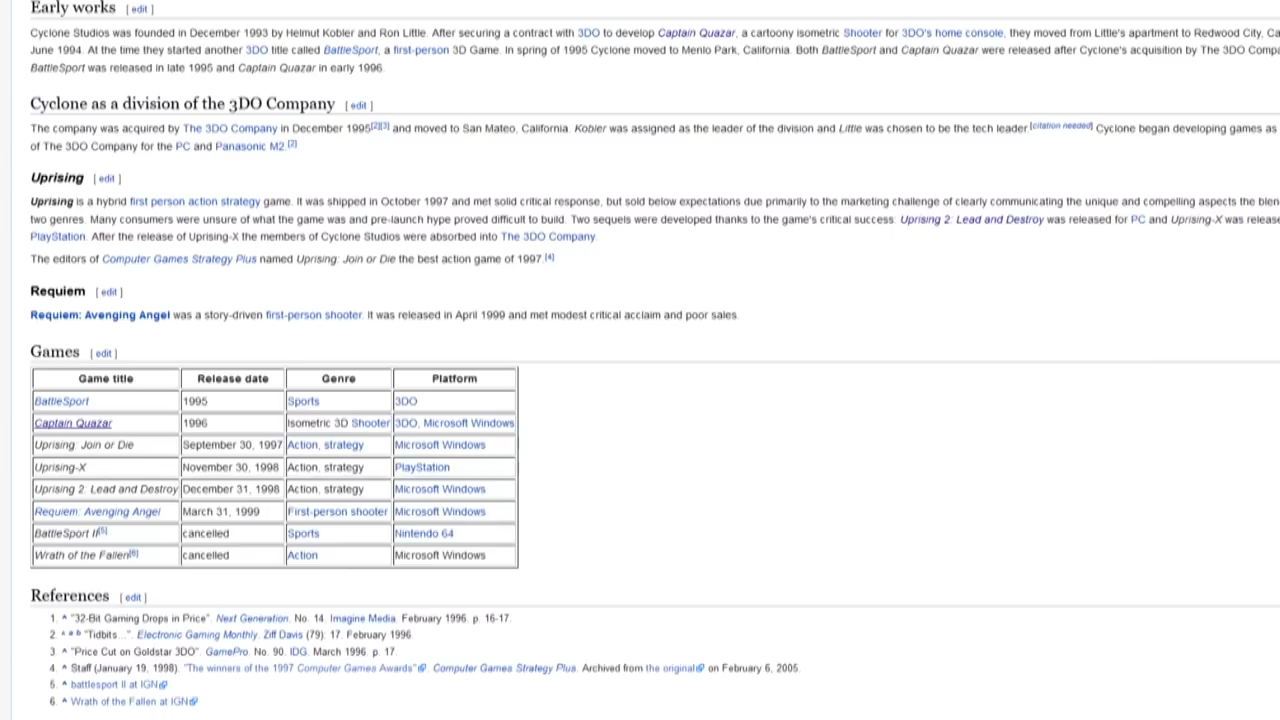 Early works [ edit ]
Cyclone Studios was founded in December 1993 by Helmut Kobler and Ron Little. After securing a contract with 3DO to develop Captain Quazar, a cartoony isometric Shooter for 3DO's home console, they moved from Little's apartment to Redwood City, Ca
June 1994. At the time they started another 3DO title called BattleSport, a first-person 3D Game. In spring of 1995 Cyclone moved to Menlo Park, California. Both BattleSport and Captain Quazar were released after Cyclone's acquisition by The 3DO Compa
BattleSport was released in late 1995 and Captain Quazar in early 1996.
Cyclone as a division of the 3DO Company [ edit ]
The company was acquired by The 3DO Company in December 1995[2][3] and moved to San Mateo, California. Kobler was assigned as the leader of the division and Little was chosen to be the tech leader.[citation needed] Cyclone began developing games as
of The 3DO Company for the PC and Panasonic M2.[2]
Uprising [ edit ]
Uprising is a hybrid first person action strategy game. It was shipped in October 1997 and met solid critical response, but sold below expectations due primarily to the marketing challenge of clearly communicating the unique and compelling aspects the blen
two genres. Many consumers were unsure of what the game was and pre-launch hype proved difficult to build. Two sequels were developed thanks to the game's critical success: Uprising 2: Lead and Destroy was released for PC and Uprising-X was release
PlayStation. After the release of Uprising-X the members of Cyclone Studios were absorbed into The 3DO Company.
The editors of Computer Games Strategy Plus named Uprising: Join or Die the best action game of 1997.[4]
Requiem [ edit ]
Requiem: Avenging Angel was a story-driven first-person shooter. It was released in April 1999 and met modest critical acclaim and poor sales.
Games [ edit ]
Game title Release date Genre Platform
BattleSport 1995 Sports 3DO
Captain Quazar 1996 Isometric 3D Shooter 3DO, Microsoft Windows
Uprising: Join or Die September 30, 1997 Action, strategy Microsoft Windows
Uprising-X November 30, 1998 Action, strategy PlayStation
Uprising 2: Lead and Destroy December 31, 1998 Action, strategy Microsoft Windows
Requiem: Avenging Angel March 31, 1999 First-person shooter Microsoft Windows
BattleSport II[5] cancelled Sports Nintendo 64
Wrath of the Fallen[6] cancelled Action Microsoft Windows
References [ edit ]
1. ^ "32-Bit Gaming Drops in Price". Next Generation. No. 14. Imagine Media. February 1996. p. 16-17.
2. ^ a b "Tidbits...". Electronic Gaming Monthly. Ziff Davis (79): 17. February 1996.
3. ^ "Price Cut on Goldstar 3DO". GamePro. No. 90. IDG. March 1996. p. 17.
4. ^ Staff (January 19, 1998). "The winners of the 1997 Computer Games Awards". Computer Games Strategy Plus. Archived from the original on February 6, 2005.
5. ^ battlesport II at IGN
6. ^ Wrath of the Fallen at IGN